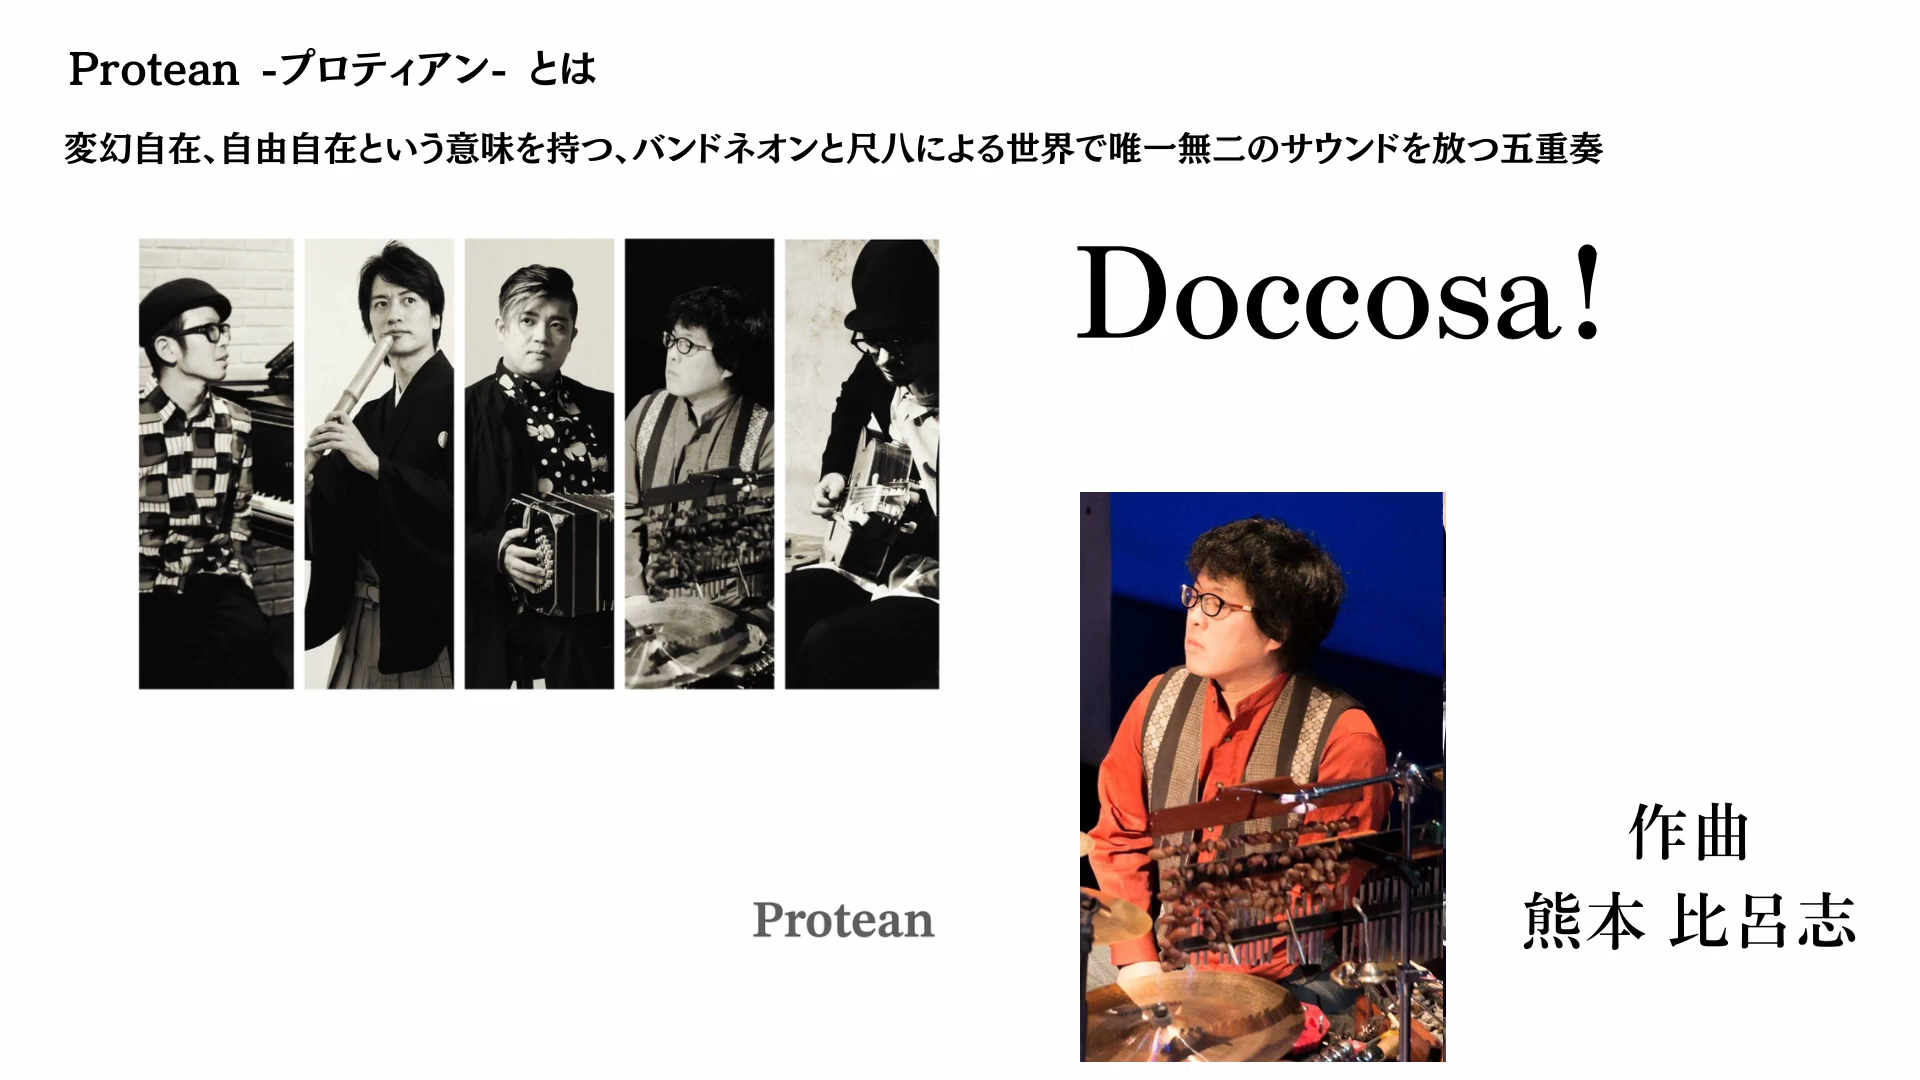 Protean -プロティアン- とは
変幻自在、自由自在という意味を持つ、バンドネオンと尺八による世界で唯一無二のサウンドを放つ五重奏
Doccosa!
Protean
作曲
熊本 比呂志